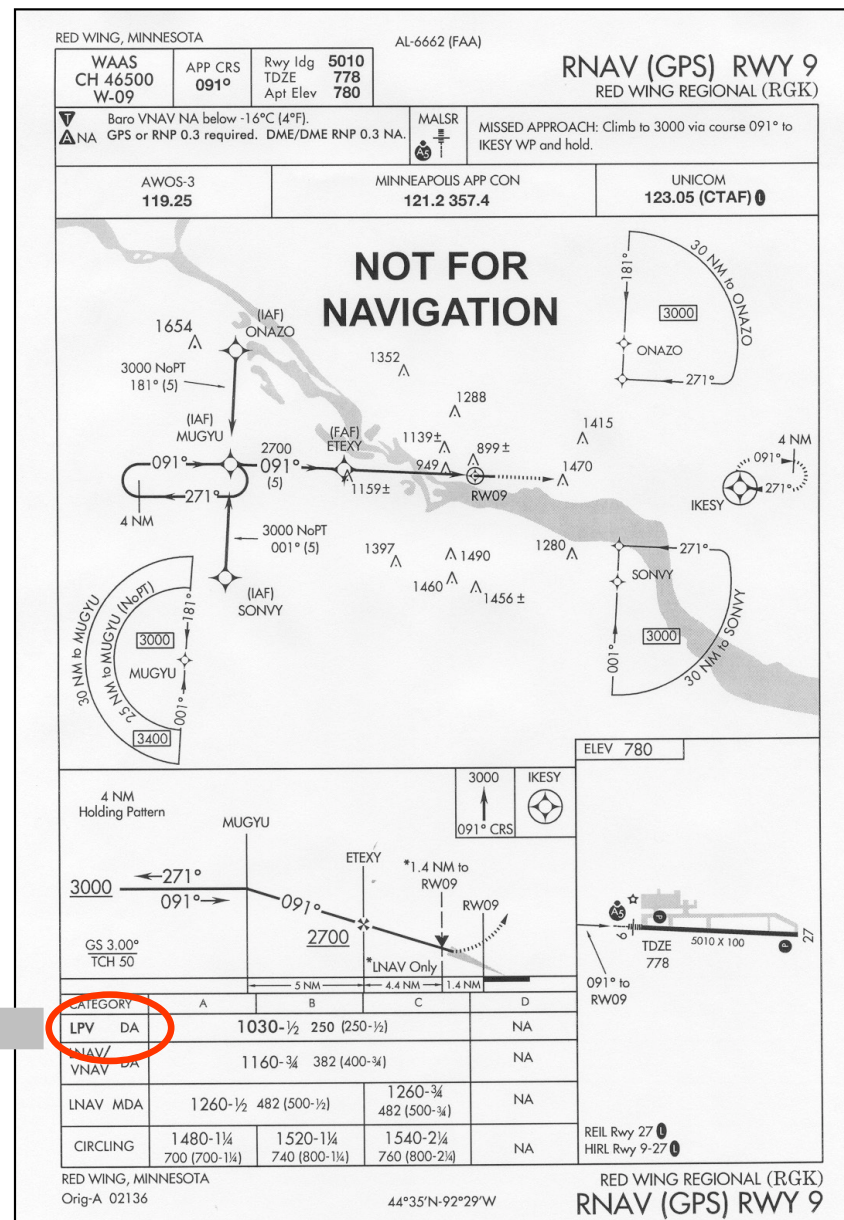 RED WING, MINNESOTA
AL-6662 (FAA)
WAAS
CH 46500
W-09
APP CRS
091°
Rwy ldg 5010
TDZE 778
Apt Elev 780
RNAV (GPS) RWY 9
RED WING REGIONAL (RGK)
T Baro VNAV NA below -16°C (4°F).
A NA GPS or RNP 0.3 required. DME/DME RNP 0.3 NA.
MALSR
A5
MISSED APPROACH: Climb to 3000 via course 091° to
IKESY WP and hold.
AWOS-3
119.25
MINNEAPOLIS APP CON
121.2 357.4
UNICOM
123.05 (CTAF) L
NOT FOR
NAVIGATION
30 NM to ONAZO
181°
3000
ONAZO
271°
1654
(IAF)
ONAZO
3000 NoPT
181° (5)
1352
1288
1415
(IAF)
MUGYU
2700
091°
(5)
(FAF)
ETEXY
1139±
949
899±
1470
RW09
1159±
091°
271°
4 NM
4 NM
091°
271°
IKESY
3000 NoPT
001° (5)
(IAF)
SONVY
1397
1490
1460
1456 ±
1280
271°
SONVY
3000
001°
30 NM to SONVY
30 NM to MUGYU
25 NM to MUGYU (NoPT)
181°
3000
MUGYU
001°
3400
ELEV 780
4 NM
Holding Pattern
MUGYU
3000
091° CRS
IKESY
ETEXY
*1.4 NM to
RW09
RW09
3000
271°
091°
091°
2700
GS 3.00°
TCH 50
*LNAV Only
5 NM
4.4 NM
1.4 NM
A5
P
9
TDZE
778
5010 X 100
P
27
091° to
RW09
CATEGORY A B C D
LPV DA 1030-½ 250 (250-½) NA
LNAV/
VNAV DA 1160-¾ 382 (400-¾) NA
LNAV MDA 1260-½ 482 (500-½) 1260-¾
482 (500-¾) NA
CIRCLING 1480-1¼
700 (700-1¼) 1520-1¼
740 (800-1¼) 1540-2¼
760 (800-2¼) NA
REIL Rwy 27 L
HIRL Rwy 9-27 L
RED WING, MINNESOTA
Orig-A 02136
44°35'N-92°29'W
RED WING REGIONAL (RGK)
RNAV (GPS) RWY 9